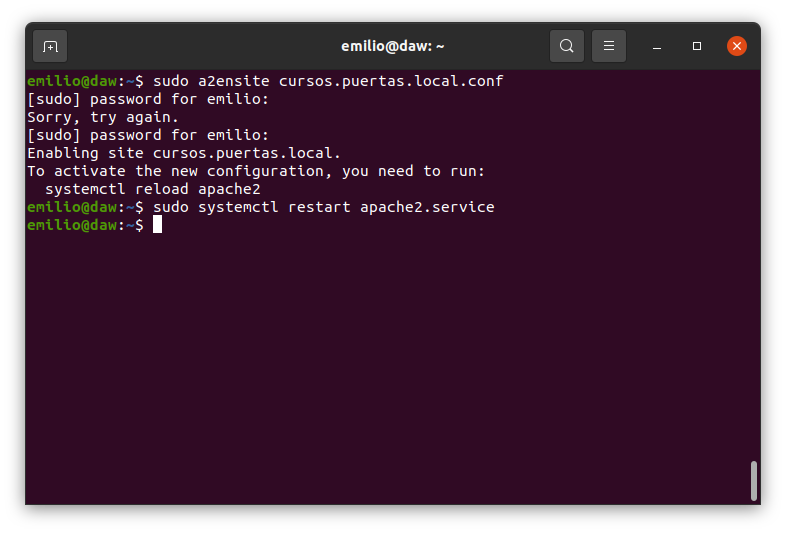 emilio@daw: ~
emilio@daw:~$ sudo a2ensite cursos.puertas.local.conf
[sudo] password for emilio:
Sorry, try again.
[sudo] password for emilio:
Enabling site cursos.puertas.local.
To activate the new configuration, you need to run:
  systemctl reload apache2
emilio@daw:~$ sudo systemctl restart apache2.service
emilio@daw:~$